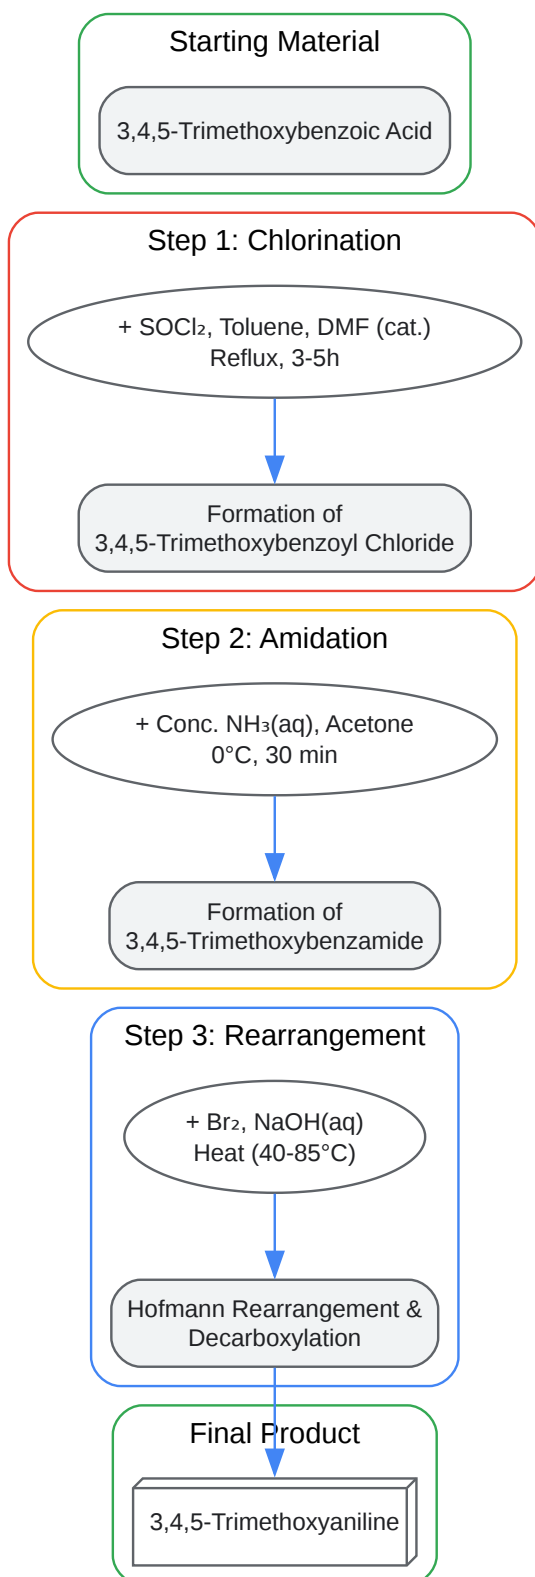 Starting Material
3,4,5-Trimethoxybenzoic Acid
Step 1: Chlorination
+ SOCl₂, Toluene, DMF (cat.)
Reflux, 3-5h
Formation of
3,4,5-Trimethoxybenzoyl Chloride
Step 2: Amidation
+ Conc. NH₃(aq), Acetone
0°C, 30 min
Formation of
3,4,5-Trimethoxybenzamide
Step 3: Rearrangement
+ Br₂, NaOH(aq)
Heat (40-85°C)
Hofmann Rearrangement &
Decarboxylation
Final Product
3,4,5-Trimethoxyaniline